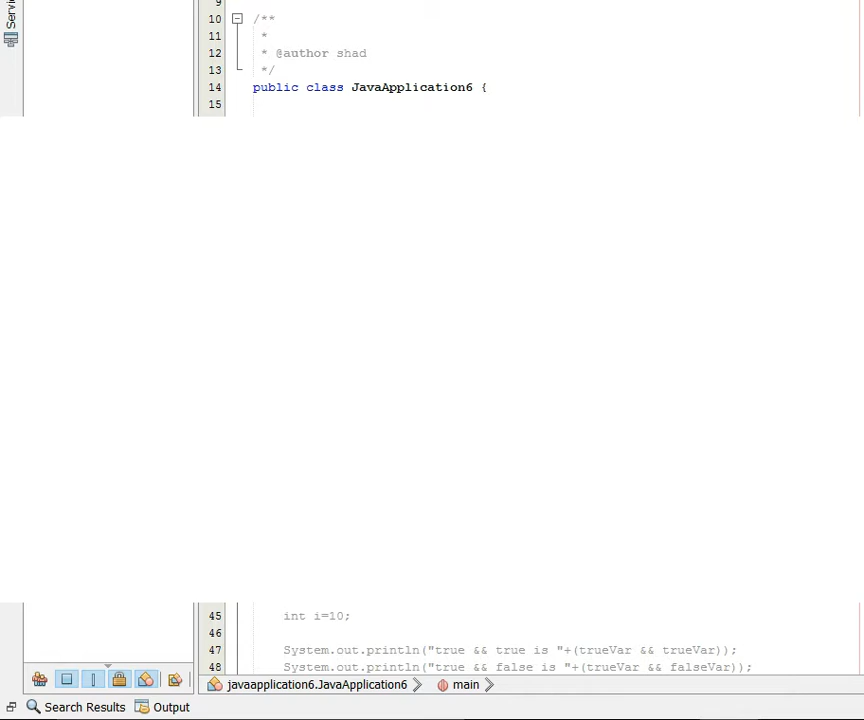 Servi
9
10 /**
11 *
12 * @author shad
13 */
14 public class JavaApplication6 {
15
45 int i=10;
46
47 System.out.println("true && true is "+(trueVar && trueVar));
48 System.out.println("true && false is "+(trueVar && falseVar));
javaapplication6.JavaApplication6 main
Search Results Output